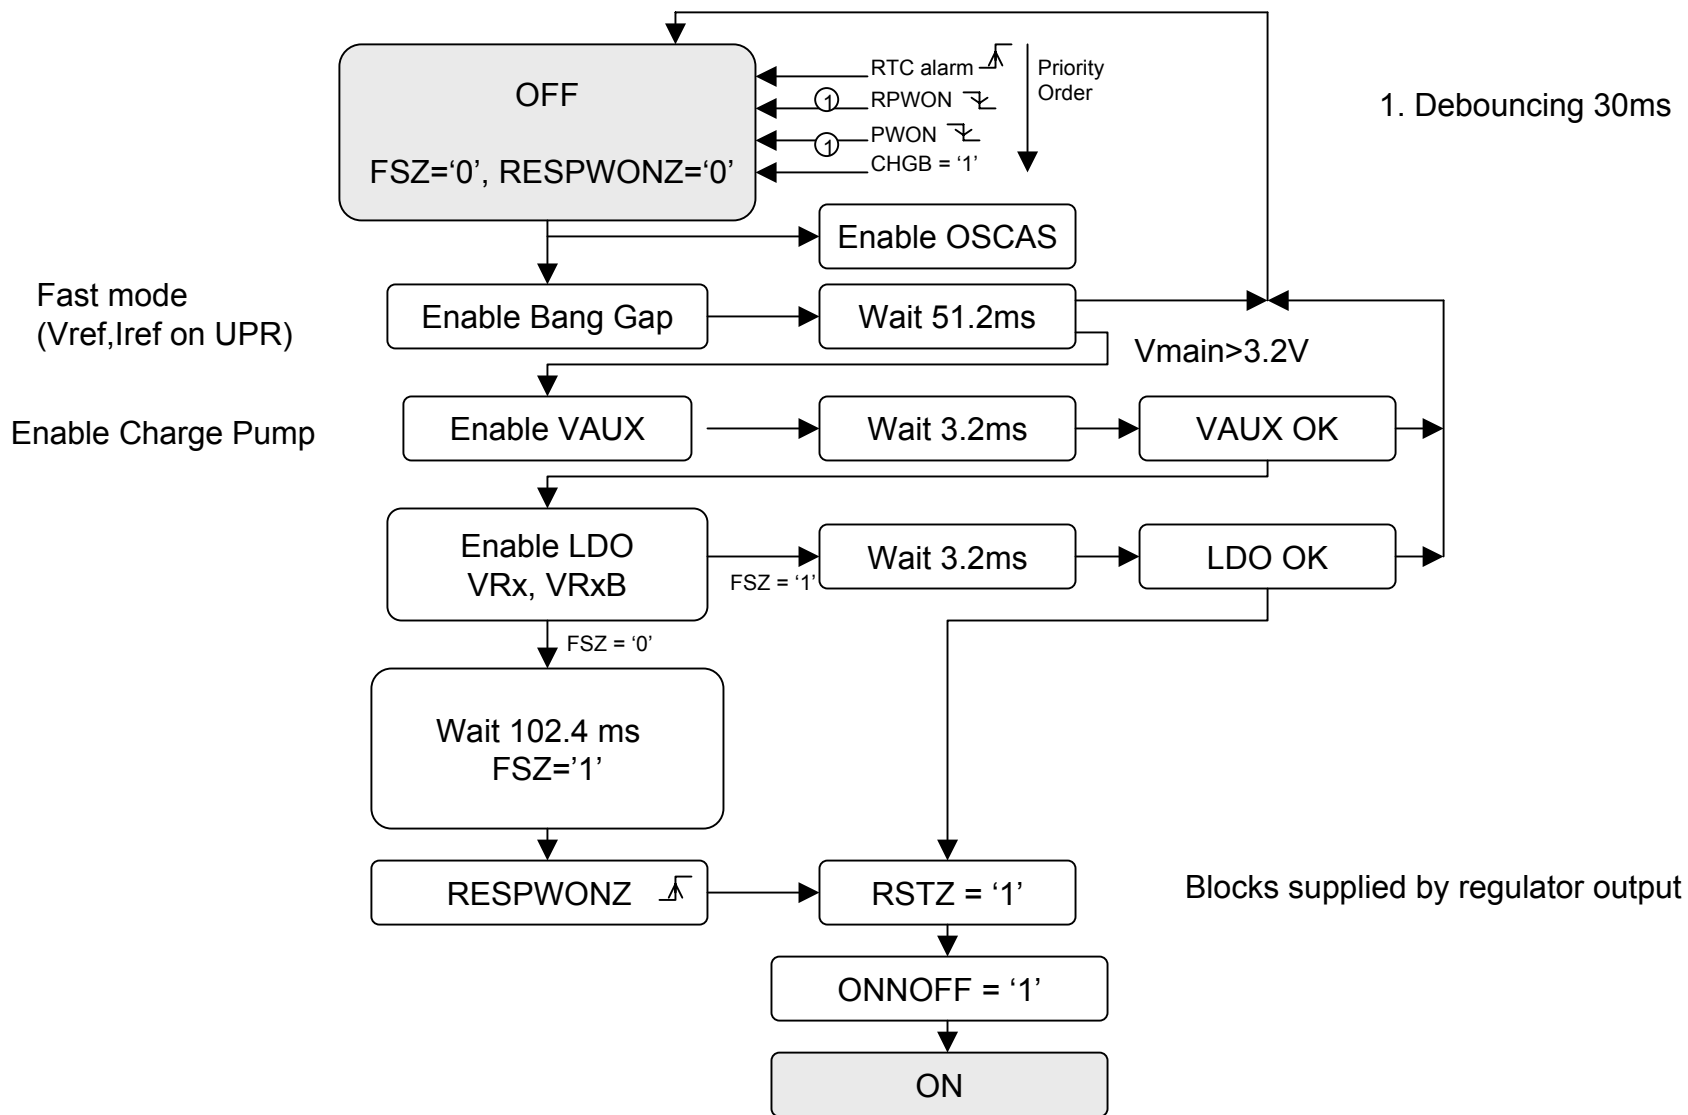 RTC alarm
Priority
Order
OFF
1
RPWON
1. Debouncing 30ms
1
PWON
CHGB = ‘1’
FSZ=‘0’, RESPWONZ=‘0’
Enable OSCAS
Fast mode
(Vref,Iref on UPR)
Enable Bang Gap
Wait 51.2ms
Vmain>3.2V
Enable Charge Pump
Enable VAUX
Wait 3.2ms
VAUX OK
Enable LDO
VRx, VRxB
FSZ = ‘1’
Wait 3.2ms
LDO OK
FSZ = ‘0’
Wait 102.4 ms
FSZ=’1’
RESPWONZ
RSTZ = ‘1’
Blocks supplied by regulator output
ONNOFF = ‘1’
ON